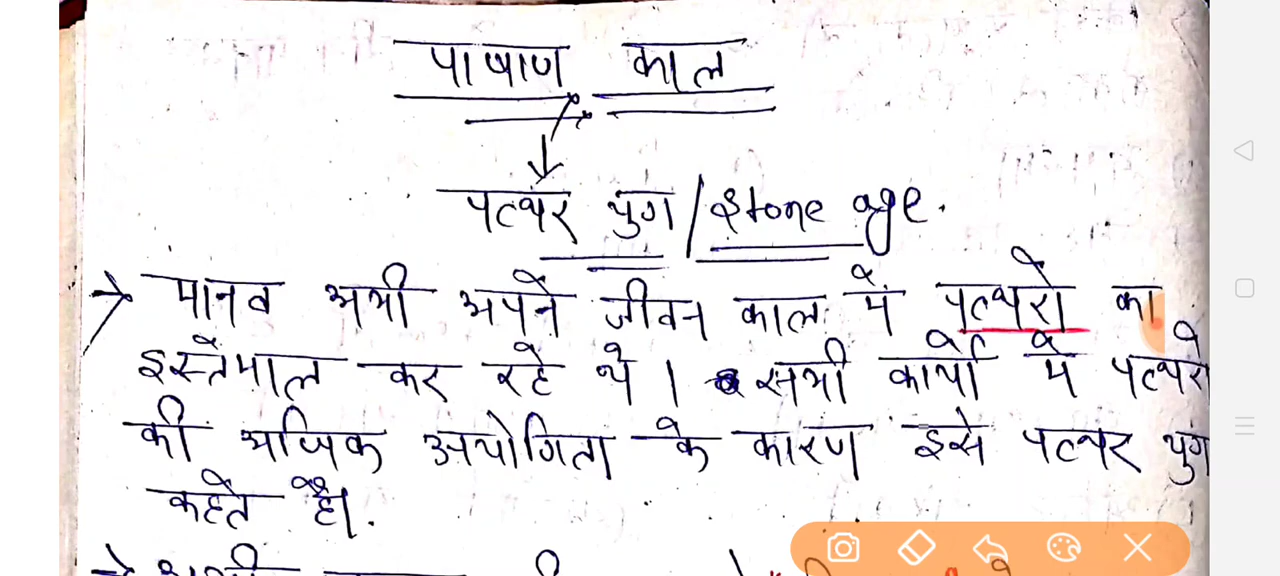 पाषाण काल
पत्थर युग / Stone age.
→ मानव अभी अपने जीवन काल में पत्थरो का
इस्तेमाल कर रहे थे । सभी कार्यो मे पत्थरो
की अधिक उपयोगिता के कारण इसे पत्थर युग
कहते है।.